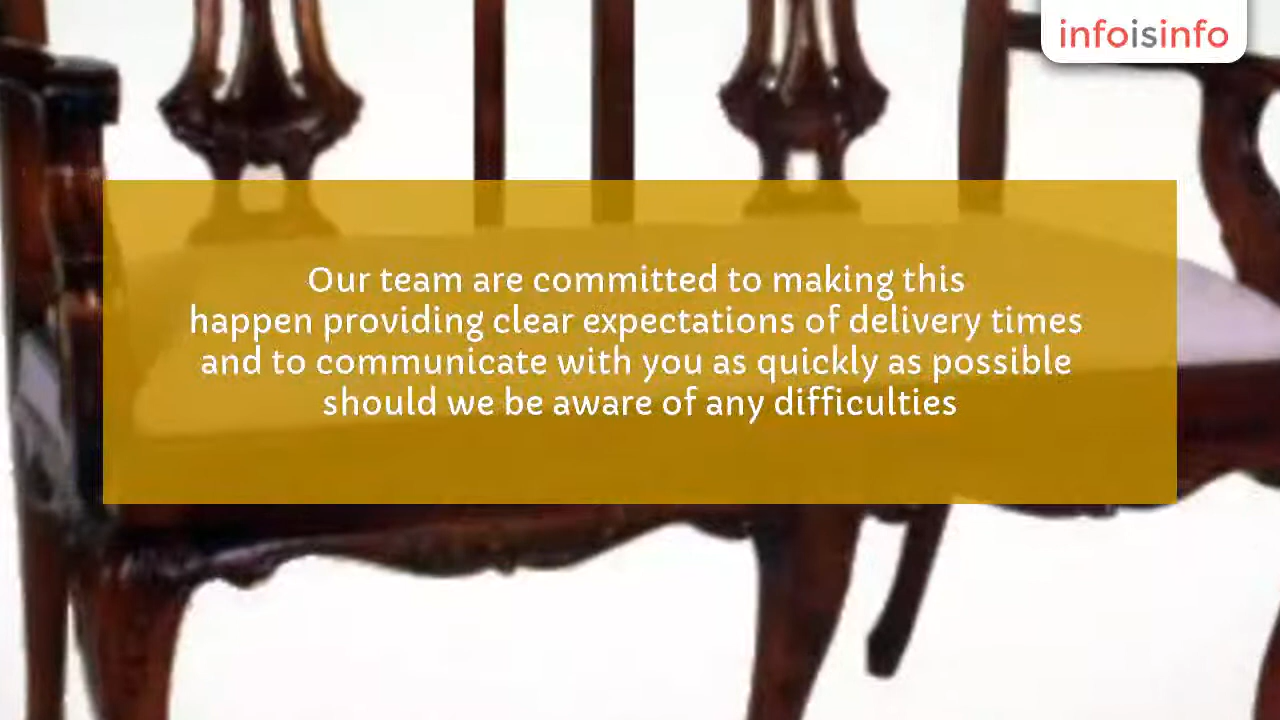 infoisinfo
Our team are committed to making this
happen providing clear expectations of delivery times
and to communicate with you as quickly as possible
should we be aware of any difficulties